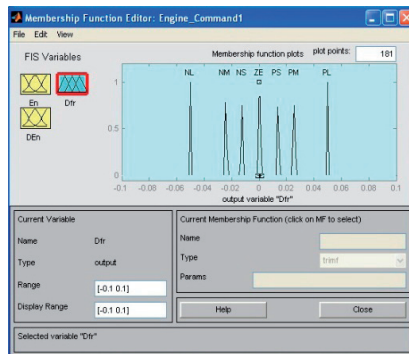 Membership Function Editor: Engine_Command1
File Edit View
FIS Variables
En
Dfr
DEn
Membership function plots
plot points:
181
NL NM NS ZE PS PM PL
1
0.5
0
-0.1 -0.08 -0.06 -0.04 -0.02 0 0.02 0.04 0.06 0.08 0.1
output variable "Dfr"
Current Variable
Name Dfr
Type output
Range [-0.1 0.1]
Display Range [-0.1 0.1]
Current Membership Function (click on MF to select)
Name
Type trimf
Params
Help Close
Selected variable "Dfr"